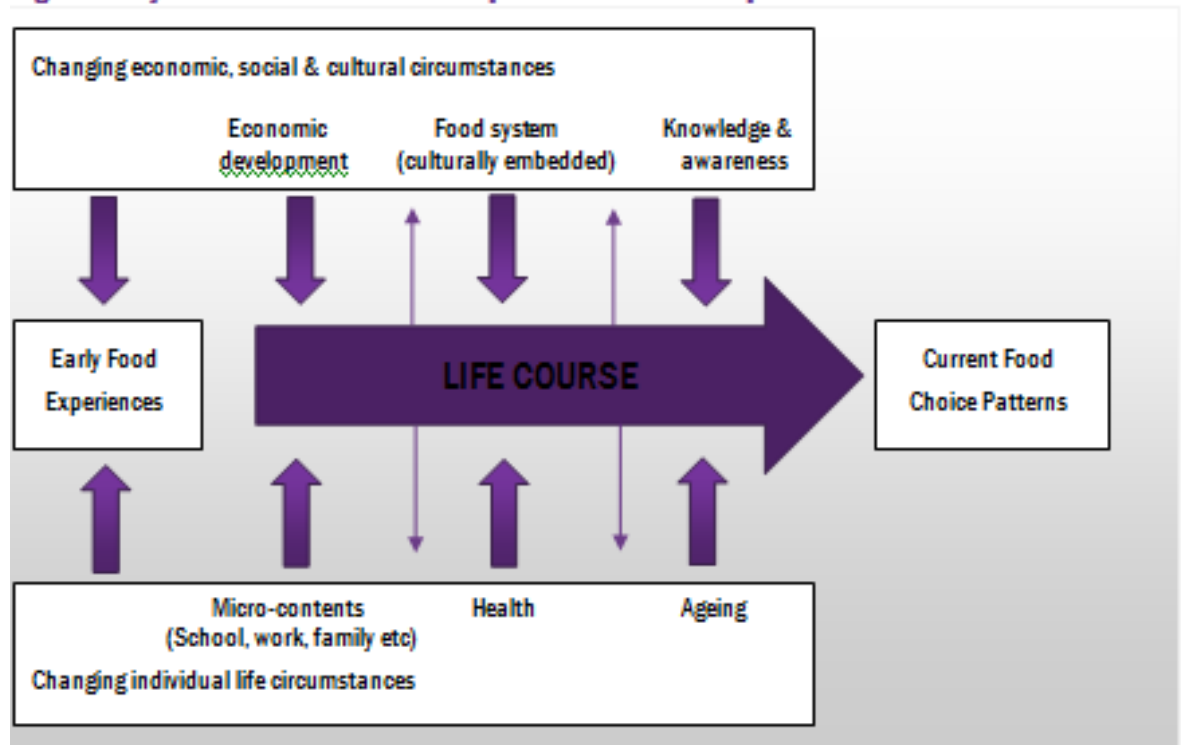 Changing economic, social & cultural circumstances
Economic
development
Food system
(culturally embedded)
Knowledge &
awareness
Early Food
Experiences
LIFE COURSE
Current Food
Choice Patterns
Micro-contents
(School, work, family etc)
Health
Ageing
Changing individual life circumstances